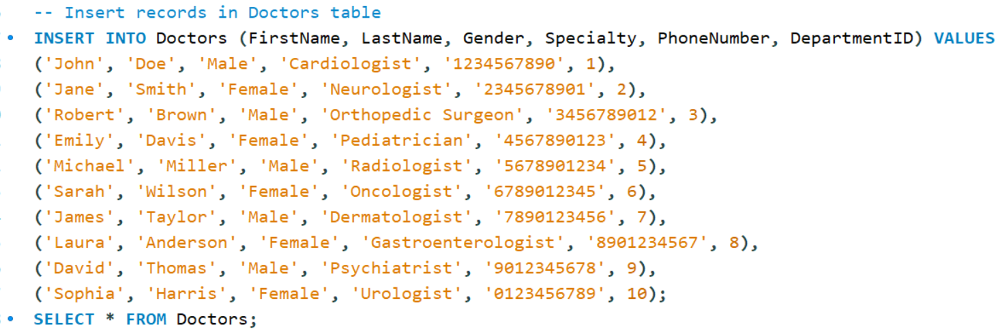 -- Insert records in Doctors table
INSERT INTO Doctors (FirstName, LastName, Gender, Specialty, PhoneNumber, DepartmentID) VALUES
('John', 'Doe', 'Male', 'Cardiologist', '1234567890', 1),
('Jane', 'Smith', 'Female', 'Neurologist', '2345678901', 2),
('Robert', 'Brown', 'Male', 'Orthopedic Surgeon', '3456789012', 3),
('Emily', 'Davis', 'Female', 'Pediatrician', '4567890123', 4),
('Michael', 'Miller', 'Male', 'Radiologist', '5678901234', 5),
('Sarah', 'Wilson', 'Female', 'Oncologist', '6789012345', 6),
('James', 'Taylor', 'Male', 'Dermatologist', '7890123456', 7),
('Laura', 'Anderson', 'Female', 'Gastroenterologist', '8901234567', 8),
('David', 'Thomas', 'Male', 'Psychiatrist', '9012345678', 9),
('Sophia', 'Harris', 'Female', 'Urologist', '0123456789', 10);
SELECT * FROM Doctors;